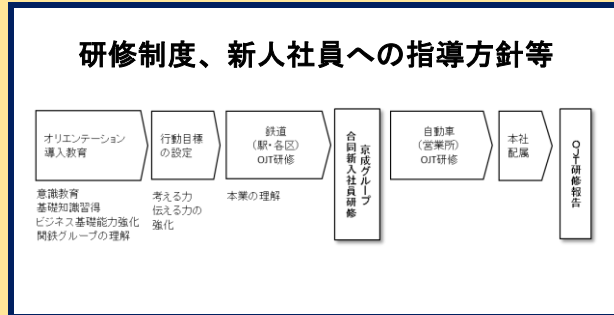 研修制度、新人社員への指導方針等
オリエンテーション
導入教育
意識教育
基礎知識習得
ビジネス基礎能力強化
関鉄グループの理解
行動目標
の設定
考える力
伝える力の
強化
鉄道
(駅・各区)
OJT研修
本業の理解
京成グループ
合同新入社員研修
自動車
(営業所)
OJT研修
本社
配属
OJT研修報告